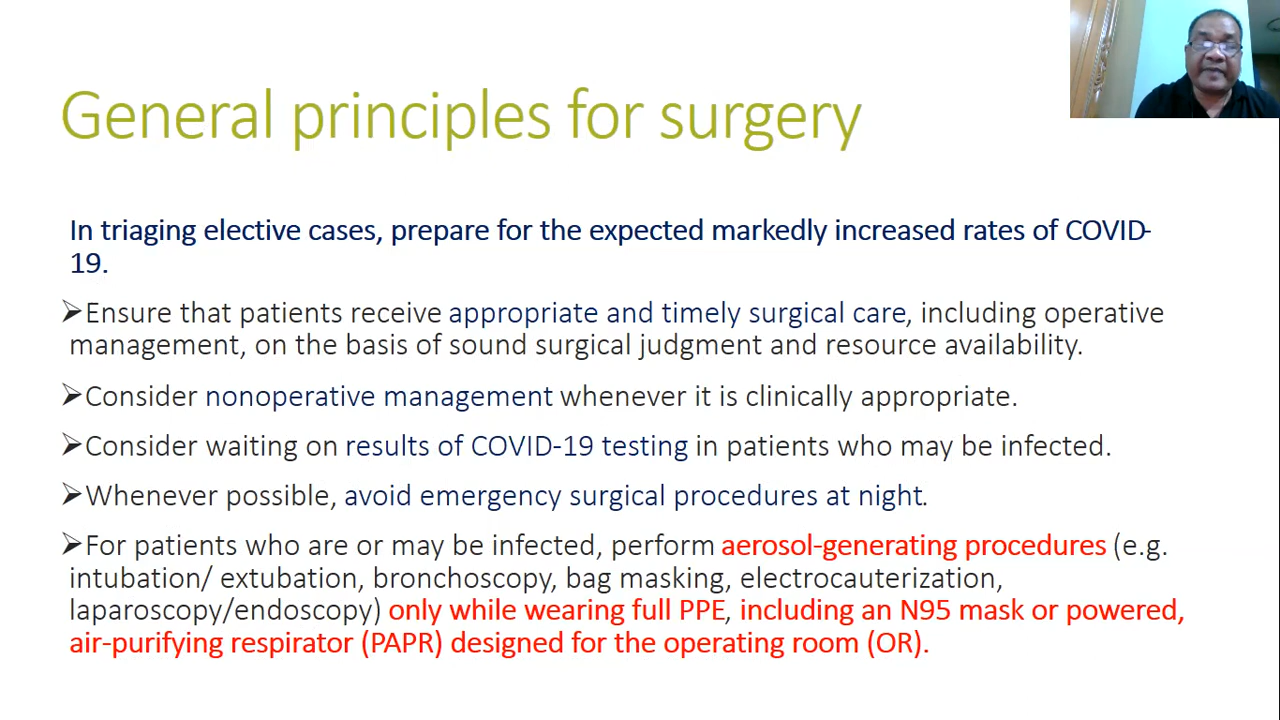 General principles for surgery
In triaging elective cases, prepare for the expected markedly increased rates of COVID-
19.
➢Ensure that patients receive appropriate and timely surgical care, including operative
management, on the basis of sound surgical judgment and resource availability.
➢Consider nonoperative management whenever it is clinically appropriate.
➢Consider waiting on results of COVID-19 testing in patients who may be infected.
➢Whenever possible, avoid emergency surgical procedures at night.
➢For patients who are or may be infected, perform aerosol-generating procedures (e.g.
intubation/ extubation, bronchoscopy, bag masking, electrocauterization,
laparoscopy/endoscopy) only while wearing full PPE, including an N95 mask or powered,
air-purifying respirator (PAPR) designed for the operating room (OR).